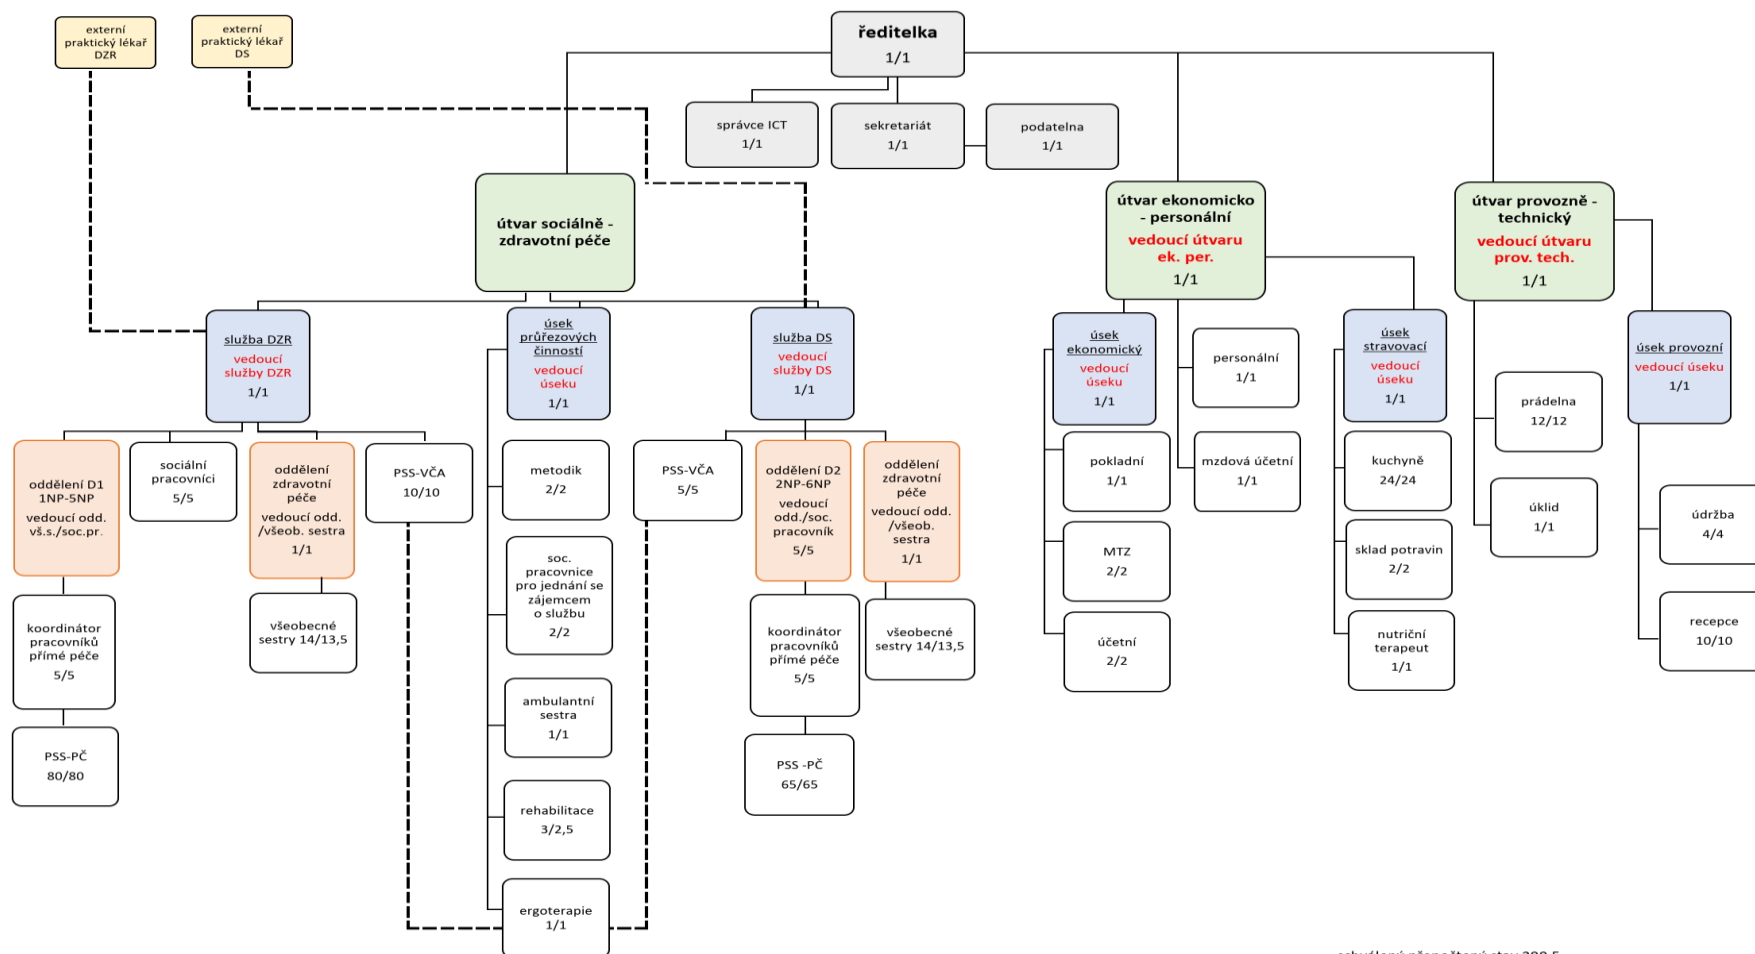 externí
praktický lékař
DZR
externí
praktický lékař
DS
ředitelka
1/1
správce ICT
1/1
sekretariát
1/1
podatelna
1/1
útvar sociálně -
zdravotní péče
útvar ekonomicko
- personální
vedoucí útvaru
ek. per.
1/1
útvar provozně -
technický
vedoucí útvaru
prov. tech.
1/1
služba DZR
vedoucí
služby DZR
1/1
úsek
průřezových
činností
vedoucí
úseku
1/1
služba DS
vedoucí
služby DS
1/1
úsek
ekonomický
vedoucí
úseku
1/1
personální
1/1
úsek
stravovací
vedoucí
úseku
1/1
úsek provozní
vedoucí úseku
1/1
oddělení D1
1NP-5NP
vedoucí odd.
vš.s./soc.pr.
sociální
pracovníci
5/5
oddělení
zdravotní
péče
vedoucí odd.
/všeob. sestra
1/1
PSS-VČA
10/10
metodik
2/2
PSS-VČA
5/5
oddělení D2
2NP-6NP
vedoucí
odd./soc.
pracovník
5/5
oddělení
zdravotní
péče
vedoucí odd.
/všeob.
sestra
1/1
pokladní
1/1
mzdová účetní
1/1
kuchyně
24/24
prádelna
12/12
úklid
1/1
údržba
4/4
koordinátor
pracovníků
přímé péče
5/5
všeobecné
sestry 14/13,5
soc.
pracovnice
pro jednání se
zájemcem
o službu
2/2
koordinátor
pracovníků
přímé péče
5/5
všeobecné
sestry 14/13,5
MTZ
2/2
sklad potravin
2/2
účetní
2/2
nutriční
terapeut
1/1
recepce
10/10
PSS-PČ
80/80
ambulantní
sestra
1/1
PSS -PČ
65/65
rehabilitace
3/2,5
ergoterapie
1/1